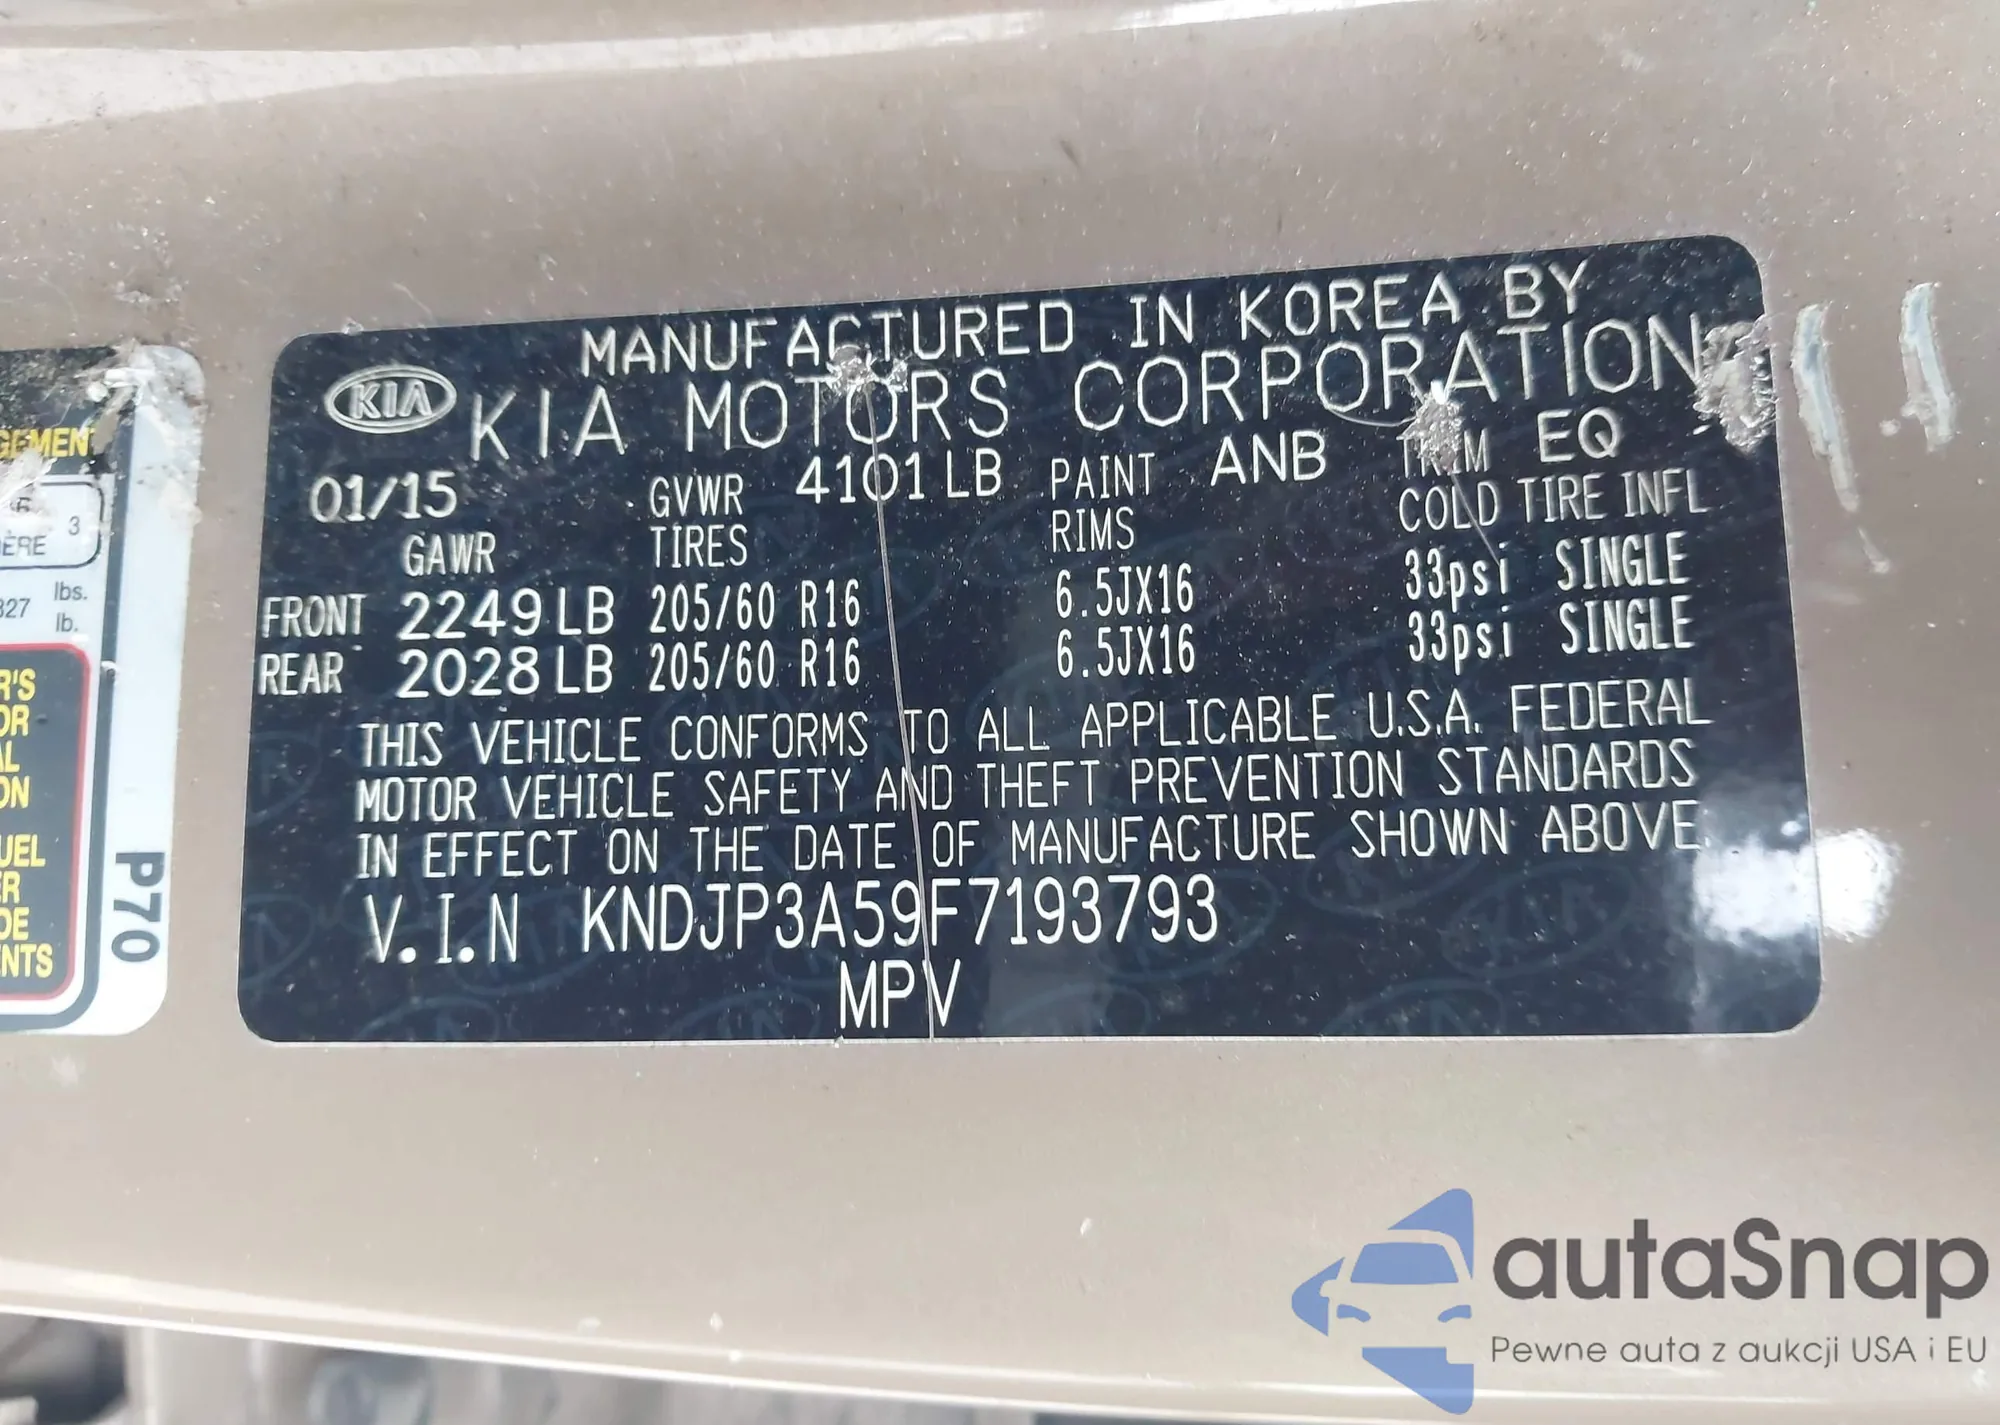 MANUFACTURED IN KOREA BY
KIA KIA MOTORS CORPORATION
01/15 GVWR 4101 LB PAINT ANB TRIM EQ
GAWR TIRES RIMS COLD TIRE INFL
FRONT 2249 LB 205/60 R16 6.5JX16 33psi SINGLE
REAR 2028 LB 205/60 R16 6.5JX16 33psi SINGLE
THIS VEHICLE CONFORMS TO ALL APPLICABLE U.S.A. FEDERAL
MOTOR VEHICLE SAFETY AND THEFT PREVENTION STANDARDS
IN EFFECT ON THE DATE OF MANUFACTURE SHOWN ABOVE.
V.I.N KNDJP3A59F7193793
MPV
3
lbs.
lb.
P70
autaSnap
Pewne auta z aukcji USA i EU